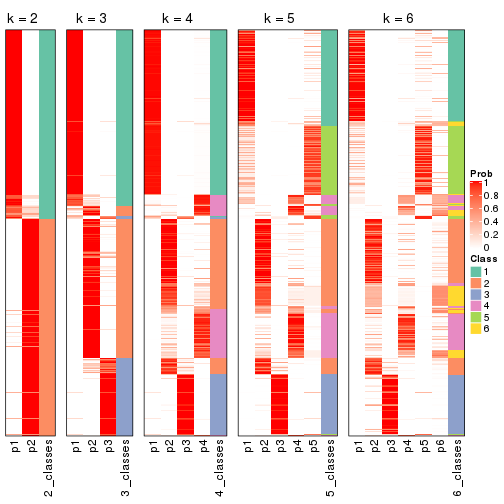 k = 2
k = 3
k = 4
k = 5
k = 6
p1
p2
2_classes
p1
p2
p3
3_classes
p1
p2
p3
p4
4_classes
p1
p2
p3
p4
p5
5_classes
p1
p2
p3
p4
p5
p6
6_classes
Prob
1
0.8
0.6
0.4
0.2
0
Class
1
2
3
4
5
6